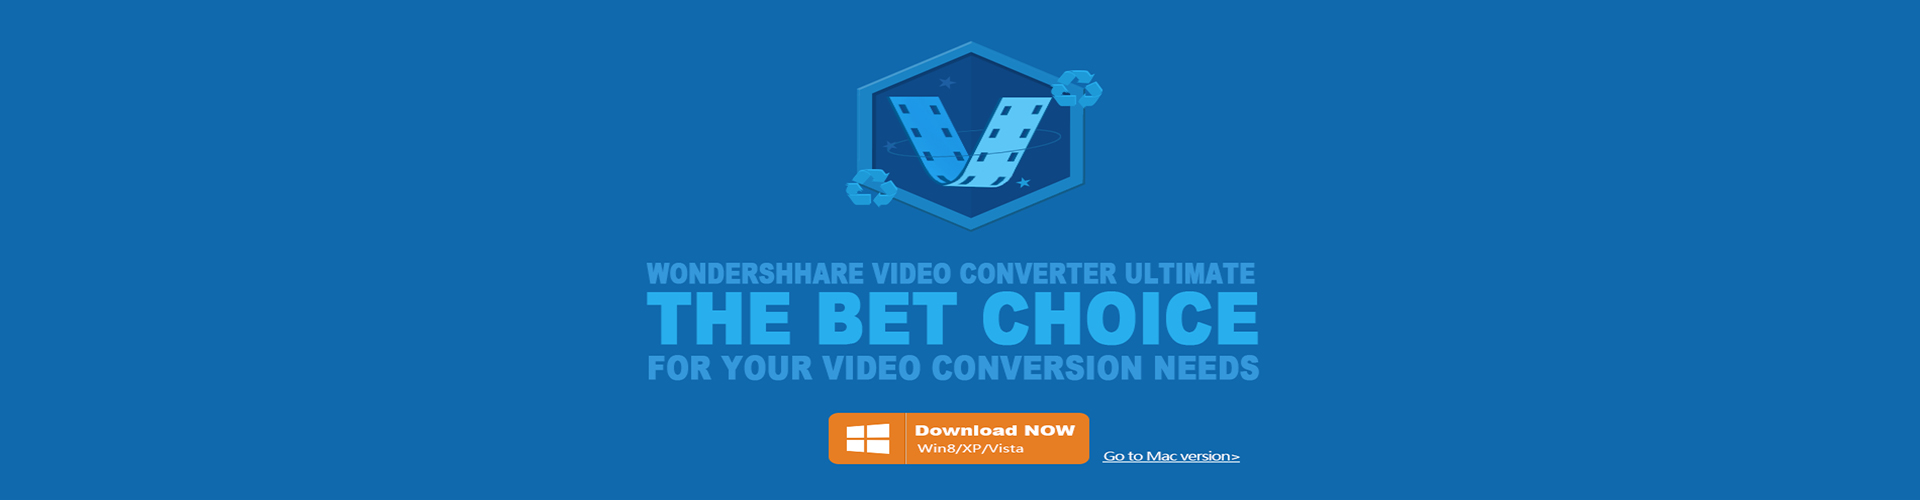 WONDERSHHARE VIDEO CONVERTER ULTIMATE
THE BET CHOICE
FOR YOUR VIDEO CONVERSION NEEDS
Download NOW
Win8/XP/Vista
Go to Mac version>